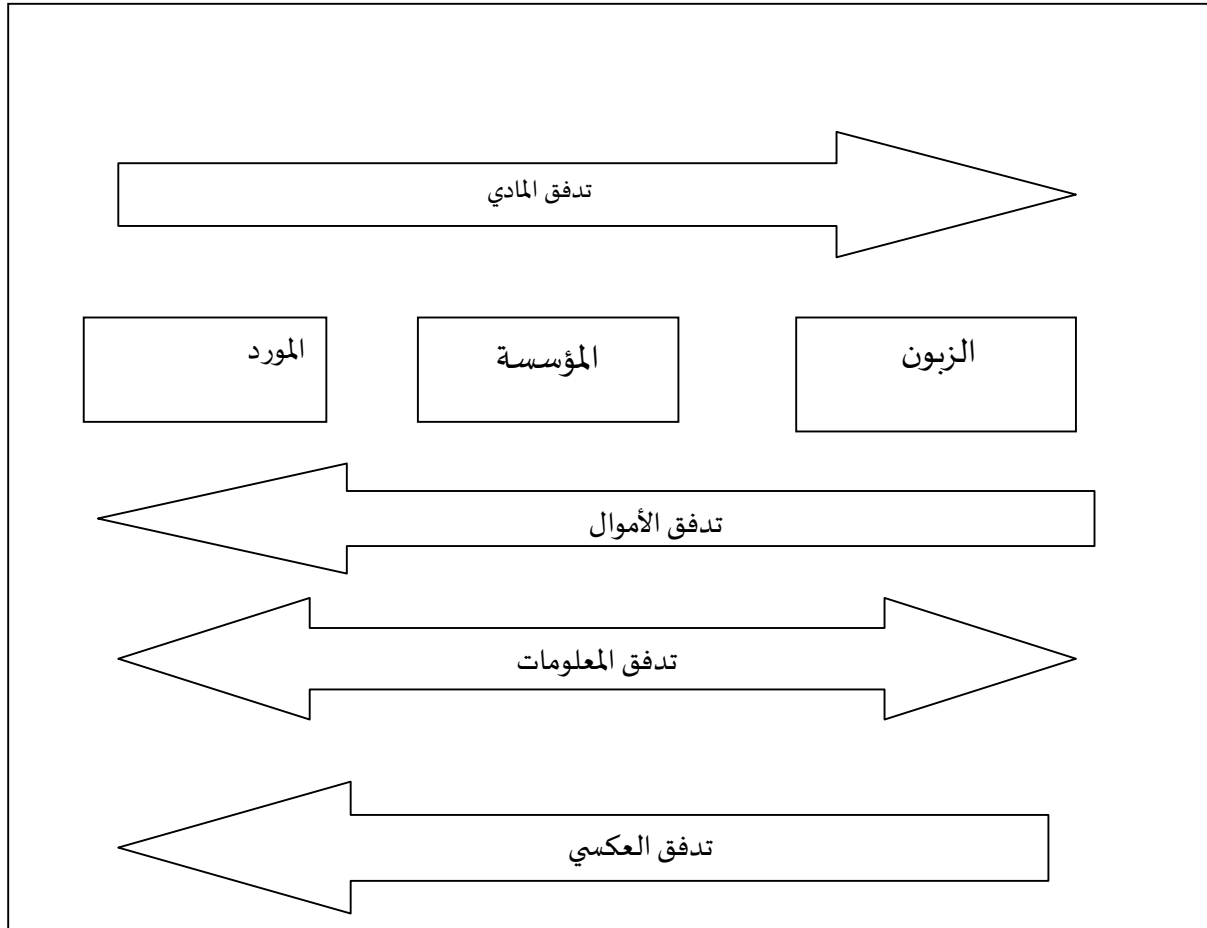 تدفق المادي
الزبون
المؤسسة
المورد
تدفق الأموال
تدفق المعلومات
تدفق العكسي